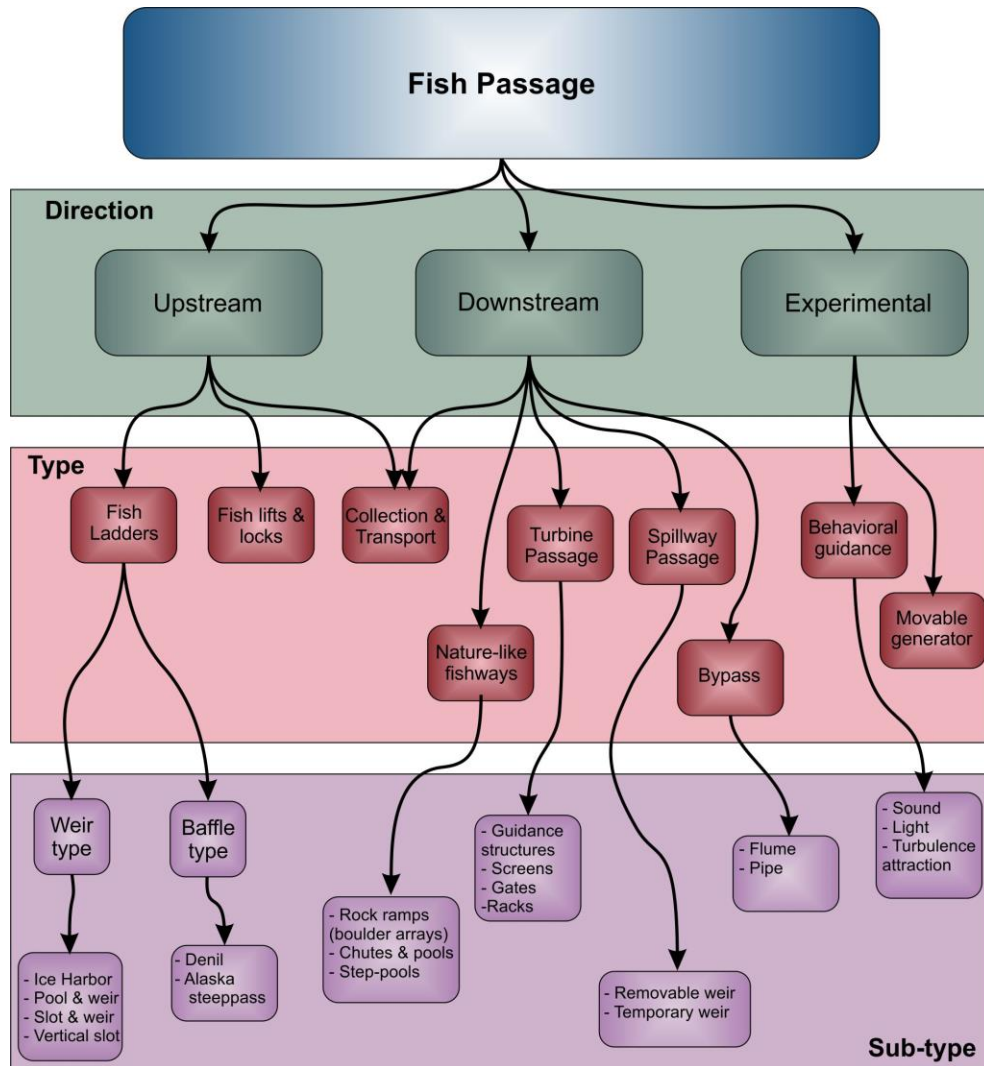 Fish Passage
Direction
Upstream
Downstream
Experimental
Type
Fish
Ladders
Fish lifts &
locks
Collection &
Transport
Turbine
Passage
Spillway
Passage
Behavioral
guidance
Movable
generator
Nature-like
fishways
Bypass
Weir
type
Baffle
type
- Guidance
structures
- Screens
- Gates
-Racks
- Flume
- Pipe
- Sound
- Light
- Turbulence
attraction
- Ice Harbor
- Pool & weir
- Slot & weir
- Vertical slot
- Denil
- Alaska
steeppass
- Rock ramps
(boulder arrays)
- Chutes & pools
- Step-pools
- Removable weir
- Temporary weir
Sub-type